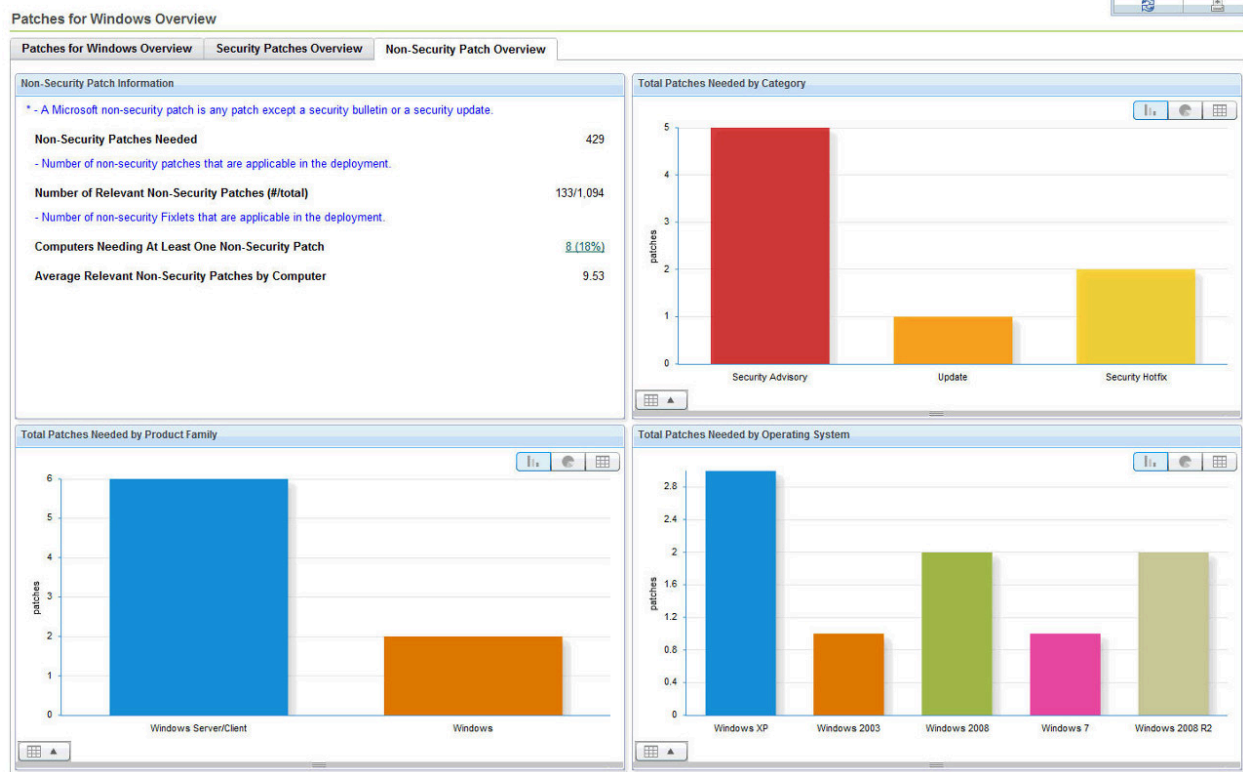 Patches for Windows Overview
Patches for Windows Overview
Security Patches Overview
Non-Security Patch Overview
Non-Security Patch Information
* - A Microsoft non-security patch is any patch except a security bulletin or a security update.
Non-Security Patches Needed 429
- Number of non-security patches that are applicable in the deployment.
Number of Relevant Non-Security Patches (#/total) 133/1,094
- Number of non-security Fixlets that are applicable in the deployment.
Computers Needing At Least One Non-Security Patch 8 (18%)
Average Relevant Non-Security Patches by Computer 9.53
Total Patches Needed by Category
5
4
3
2
1
0
patches
Security Advisory Update Security Hotfix
Total Patches Needed by Product Family
6
5
4
3
2
1
0
patches
Windows Server/Client Windows
Total Patches Needed by Operating System
2.8
2.4
2
1.6
1.2
0.8
0.4
0
patches
Windows XP Windows 2003 Windows 2008 Windows 7 Windows 2008 R2